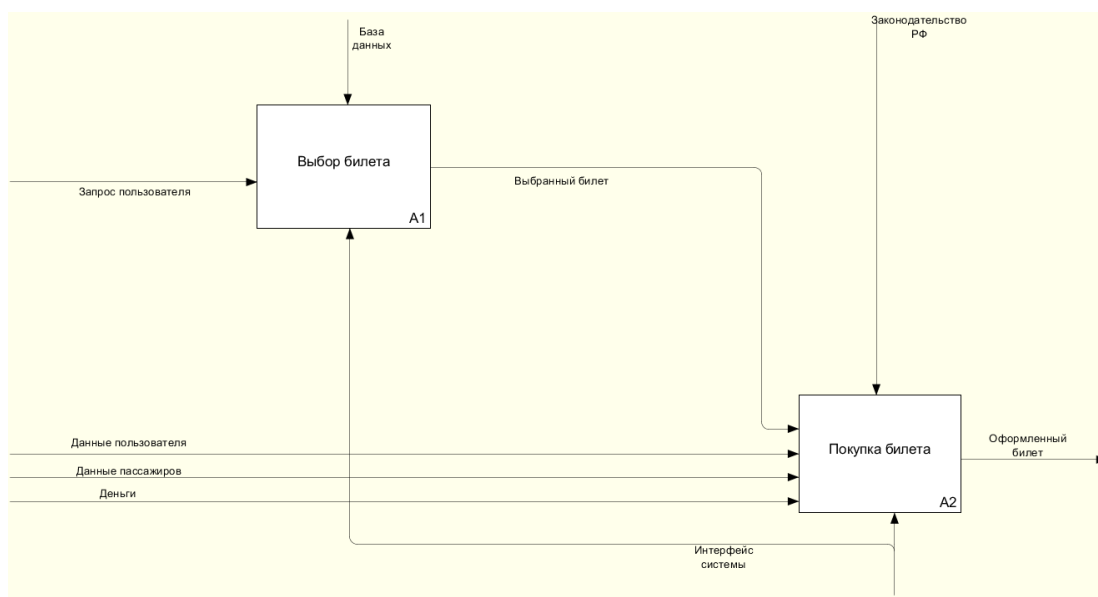 Законодательство
РФ
База
данных
Выбор билета
Запрос пользователя
Выбранный билет
A1
Данные пользователя
Данные пассажиров
Деньги
Покупка билета
Оформленный
билет
A2
Интерфейс
системы